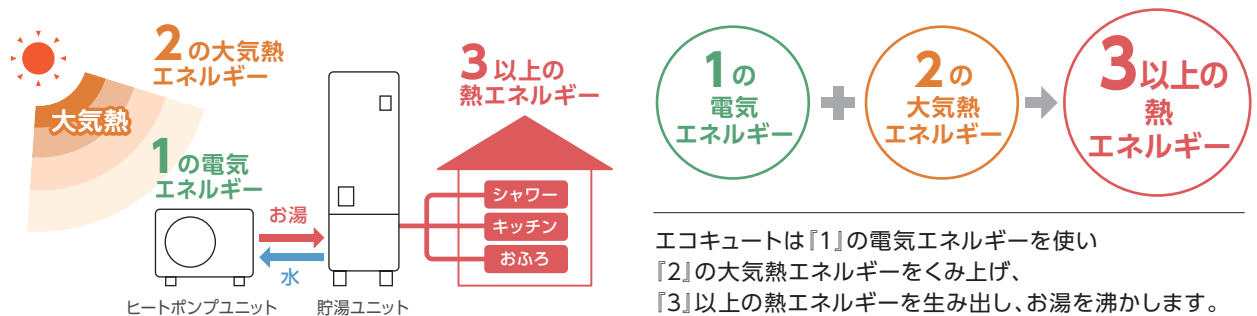 2の大気熱
エネルギー
大気熱
1の電気
エネルギー
お湯
水
ヒートポンプユニット
貯湯ユニット
3以上の
熱エネルギー
シャワー
キッチン
おふろ
1の
電気
エネルギー
2の
大気熱
エネルギー
3以上の
熱
エネルギー
エコキュートは『1』の電気エネルギーを使い
『2』の大気熱エネルギーをくみ上げ、
『3』以上の熱エネルギーを生み出し、お湯を沸かします。